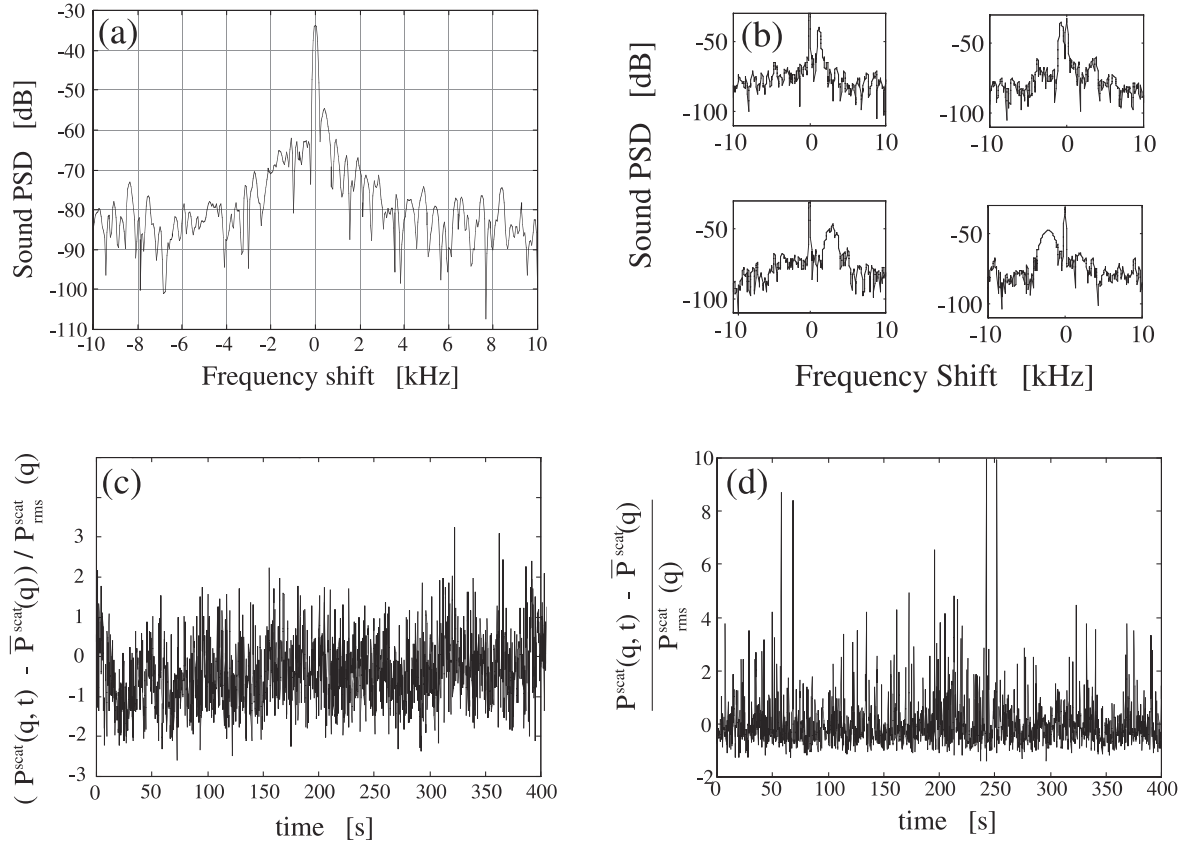 (a)
Sound PSD [dB]
-30
-40
-50
-60
-70
-80
-90
-100
-110
-10 -8 -6 -4 -2 0 2 4 6 8 10
Frequency shift [kHz]
(b)
Sound PSD [dB]
-50
-100
-10 0 10
-50
-100
-10 0 10
-50
-100
-10 0 10
-50
-100
-10 0 10
Frequency Shift [kHz]
(c)
( P^scat(q, t) - P̅^scat(q)) / P^scat_rms (q)
3
2
1
0
-1
-2
-3
0 50 100 150 200 250 300 350 400
time [s]
(d)
P^scat(q, t) - P̅^scat(q)
P^scat_rms (q)
10
8
6
4
2
0
-2
0 50 100 150 200 250 300 350 400
time [s]